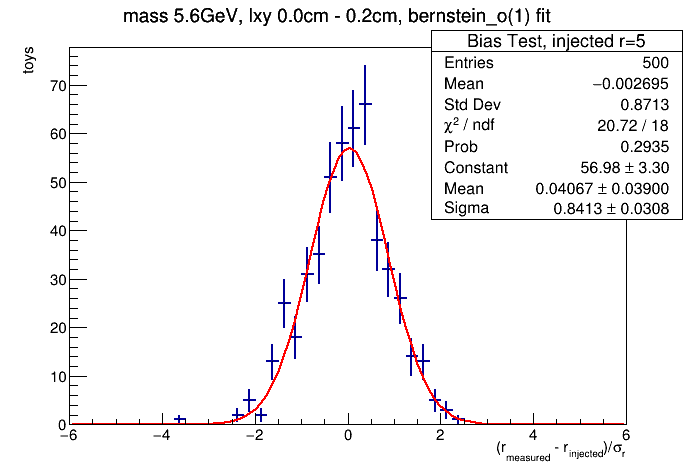 mass 5.6GeV, lxy 0.0cm - 0.2cm, bernstein_o(1) fit
Bias Test, injected r=5
Entries 500
Mean −0.002695
Std Dev 0.8713
χ² / ndf 20.72 / 18
Prob 0.2935
Constant 56.98 ± 3.30
Mean 0.04067 ± 0.03900
Sigma 0.8413 ± 0.0308
toys
70
60
50
40
30
20
10
0
−6 −4 −2 0 2 4 6
(r_measured - r_injected)/σ_r